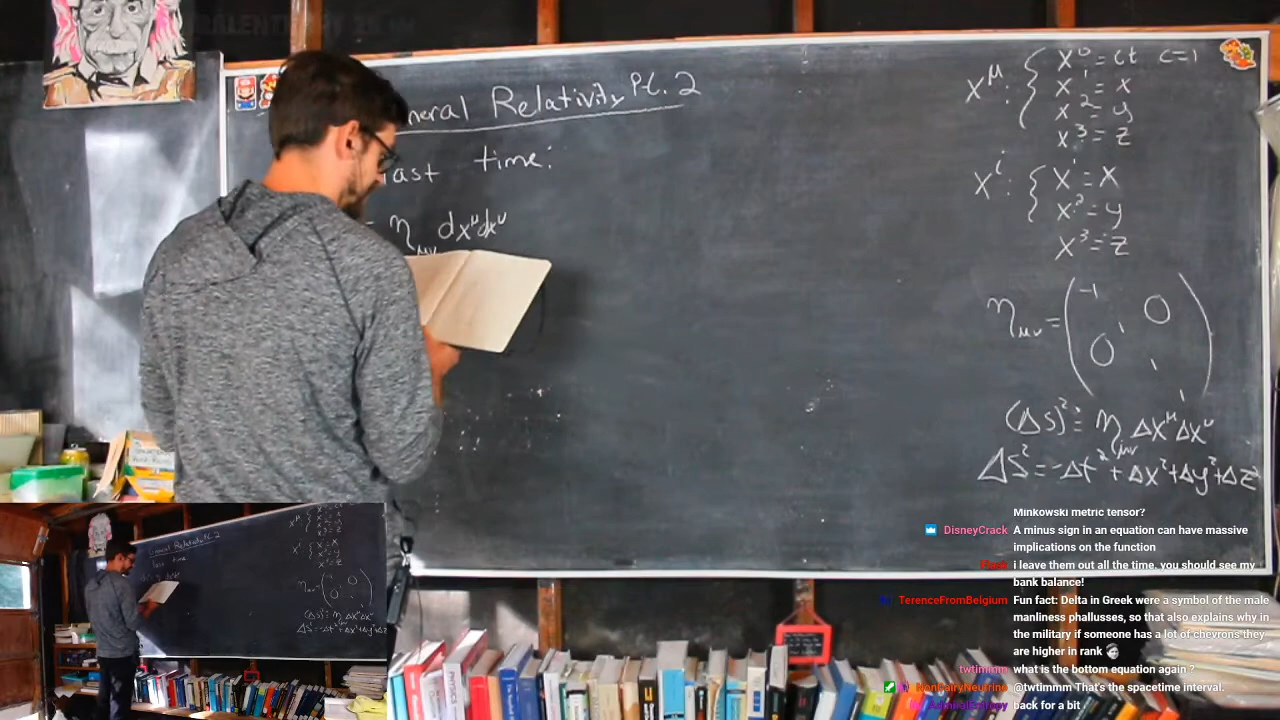 neral Relativity Pt. 2
last time:
= η_μν dx^μ dx^ν
x^μ: { x^0 = ct c=1
x^1 = x
x^2 = y
x^3 = z
x^i: { x^1 = x
x^2 = y
x^3 = z
η_μν = ( -1 0
1
0 1
1 )
(Δs)^2 = η_μν Δx^μ Δx^ν
Δs^2 = -Δt^2 + Δx^2 + Δy^2 + Δz^2
Minkowski metric tensor?
DisneyCrack A minus sign in an equation can have massive
implications on the function
i leave them out all the time. you should see my
bank balance!
TerenceFromBelgium Fun fact: Delta in Greek were a symbol of the male
manliness phallusses, so that also explains why in
the military if someone has a lot of chevrons they
are higher in rank
twtimmm what is the bottom equation again ?
NonDairyNeutrino @twtimmm That's the spacetime interval.
back for a bit